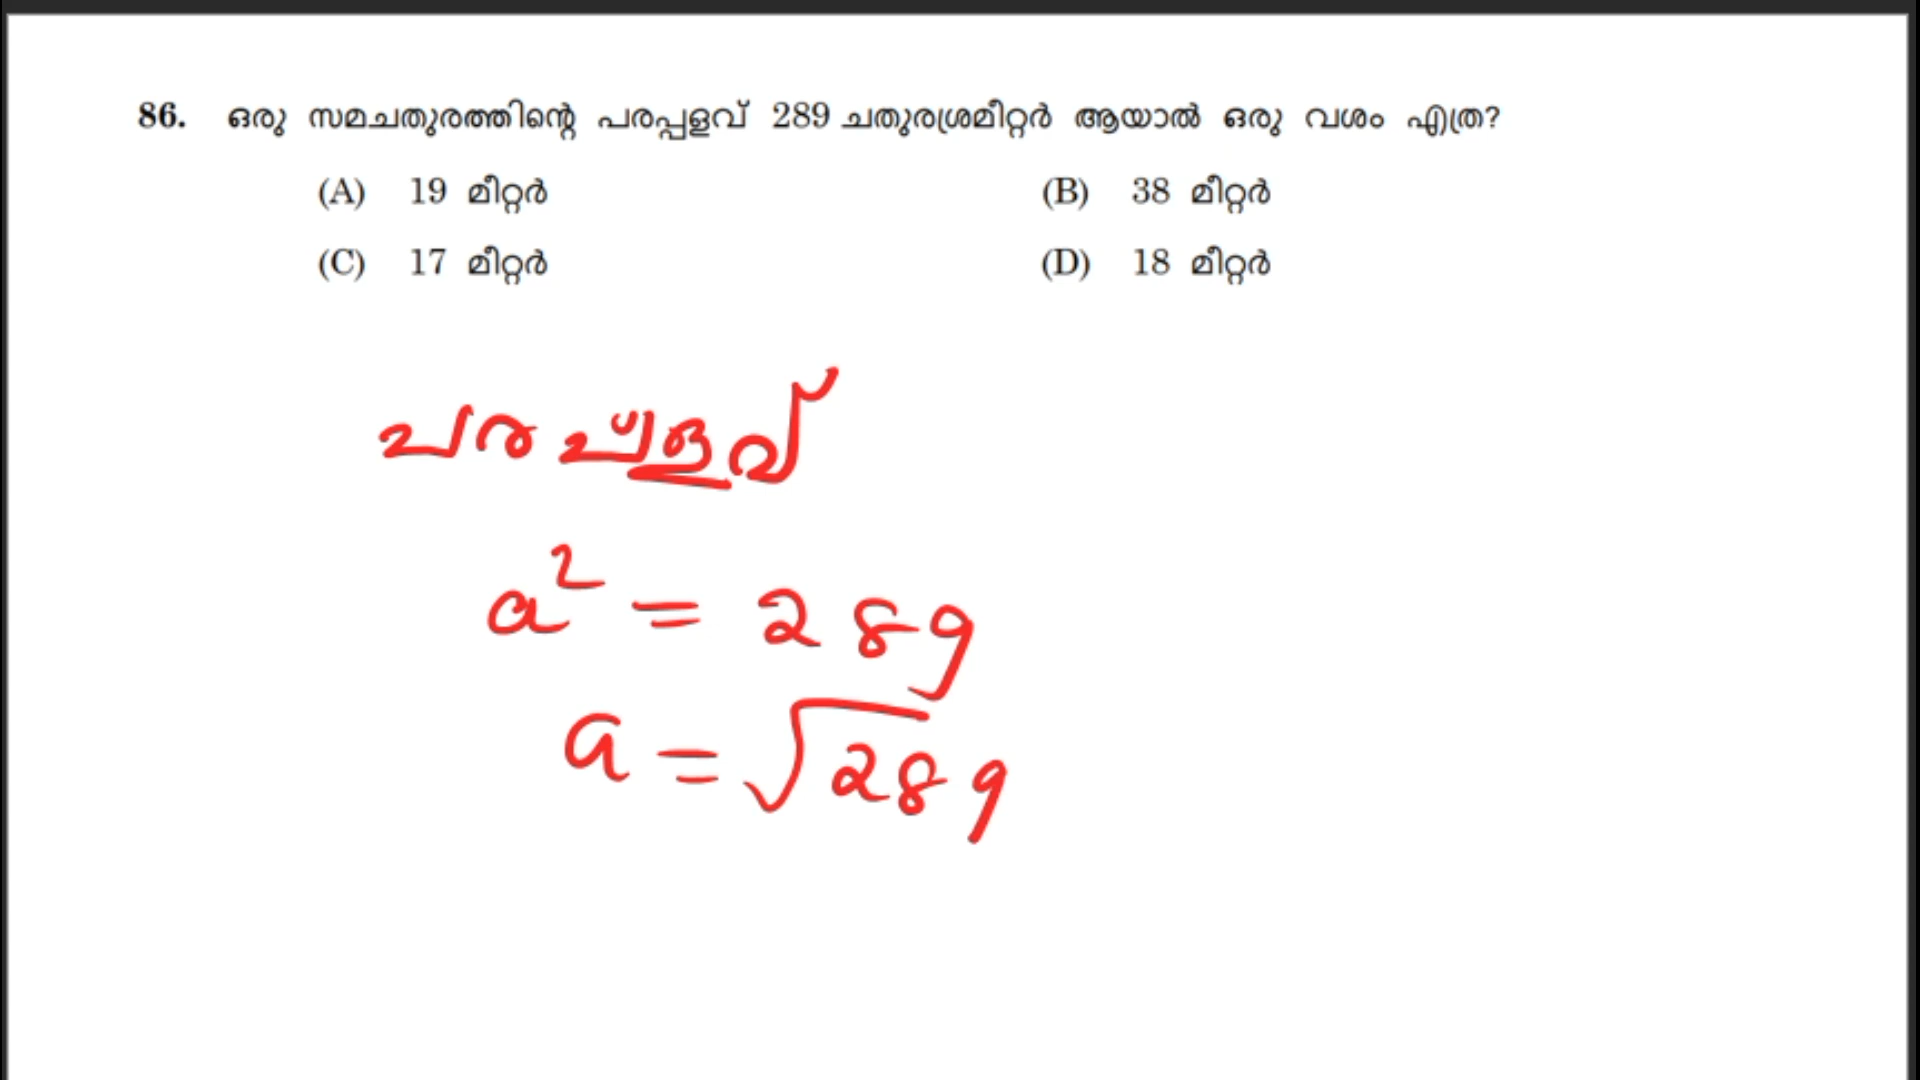 86. ഒരു സമചതുരത്തിന്റെ പരപ്പളവ് 289 ചതുരശ്രമീറ്റർ ആയാൽ ഒരു വശം എത്ര?
(A) 19 മീറ്റർ (B) 38 മീറ്റർ
(C) 17 മീറ്റർ (D) 18 മീറ്റർ
പരപ്പളവ്
a² = 289
a = √289